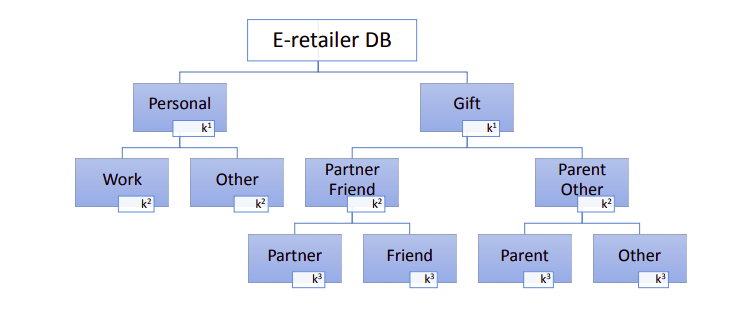 E-retailer DB
Personal
k¹
Gift
k¹
Work
k²
Other
k²
Partner
Friend
k²
Parent
Other
k²
Partner
k³
Friend
k³
Parent
k³
Other
k³